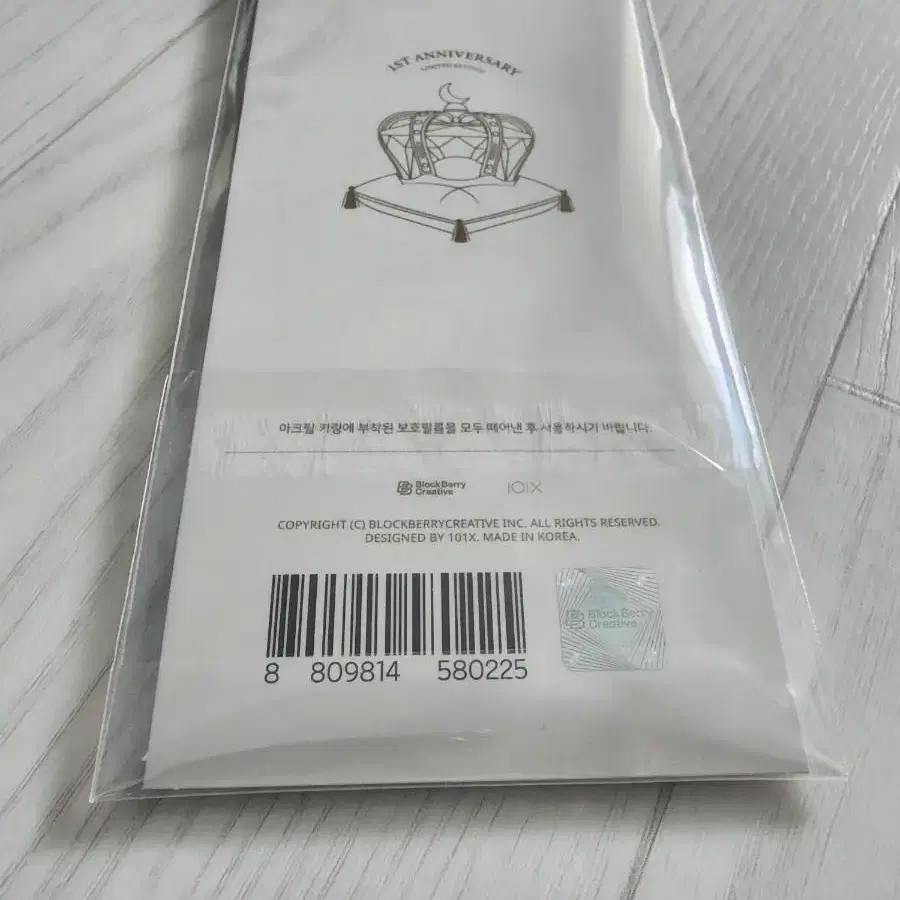 1ST ANNIVERSARY
LIMITED EDITION
아크릴 키링에 부착된 보호필름을 모두 떼어낸 후 사용하시기 바랍니다.
BlockBerry
Creative
101X
COPYRIGHT (C) BLOCKBERRYCREATIVE INC. ALL RIGHTS RESERVED.
DESIGNED BY 101X. MADE IN KOREA.
8 809814 580225
BlockBerry
Creative